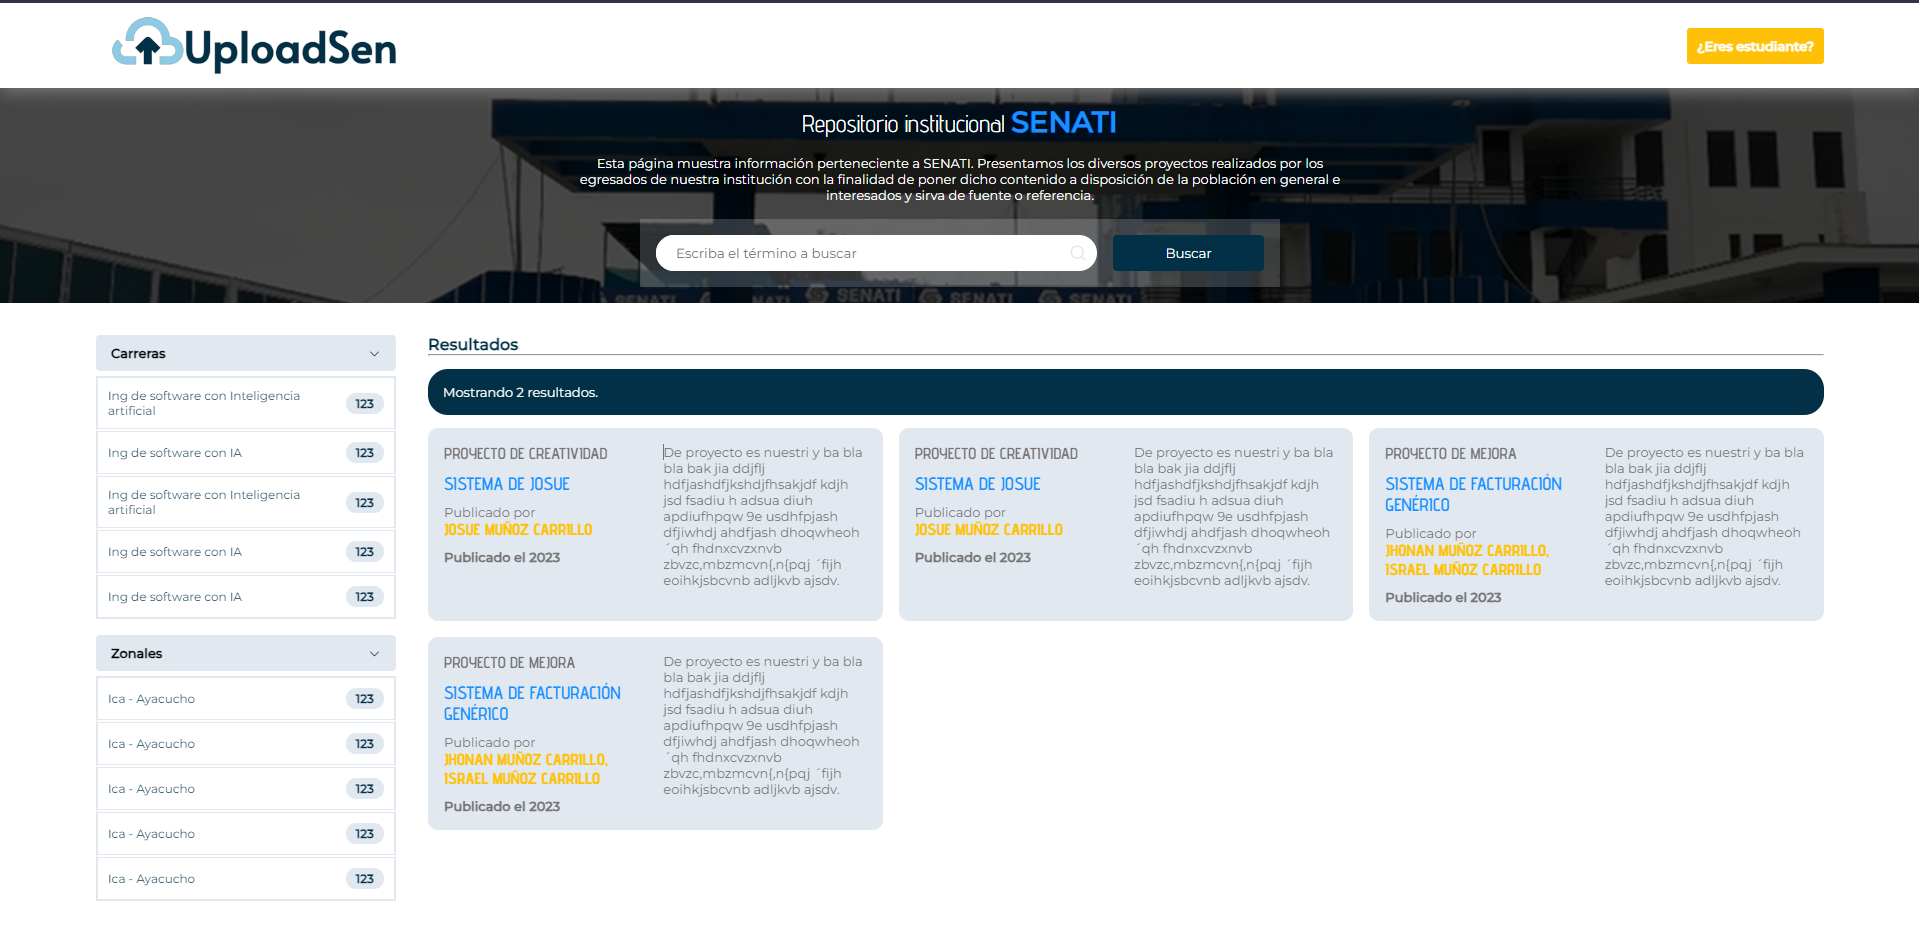 UploadSen
¿Eres estudiante?
Repositorio institucional SENATI
Esta página muestra información perteneciente a SENATI. Presentamos los diversos proyectos realizados por los
egresados de nuestra institución con la finalidad de poner dicho contenido a disposición de la población en general e
interesados y sirva de fuente o referencia.
Escriba el término a buscar
Buscar
SENATI
NATI
SENATI
SENATI
SENATI
Carreras
Ing de software con Inteligencia
artificial
123
Ing de software con IA
123
Ing de software con Inteligencia
artificial
123
Ing de software con IA
123
Ing de software con IA
123
Zonales
Ica - Ayacucho
123
Ica - Ayacucho
123
Ica - Ayacucho
123
Ica - Ayacucho
123
Ica - Ayacucho
123
Resultados
Mostrando 2 resultados.
PROYECTO DE CREATIVIDAD
SISTEMA DE JOSUE
Publicado por
JOSUE MUÑOZ CARRILLO
Publicado el 2023
De proyecto es nuestri y ba bla
bla bak jia ddjflj
hdfjashdfjkshdjfhsakjdf kdjh
jsd fsadiu h adsua diuh
apdiufhpqw 9e usdhfpjash
dfjiwhdj ahdfjash dhoqwheoh
´qh fhdnxcvzxnvb
zbvzc,mbzmcvn{,n{pqj ´fijh
eoihkjsbcvnb adljkvb ajsdv.
PROYECTO DE CREATIVIDAD
SISTEMA DE JOSUE
Publicado por
JOSUE MUÑOZ CARRILLO
Publicado el 2023
De proyecto es nuestri y ba bla
bla bak jia ddjflj
hdfjashdfjkshdjfhsakjdf kdjh
jsd fsadiu h adsua diuh
apdiufhpqw 9e usdhfpjash
dfjiwhdj ahdfjash dhoqwheoh
´qh fhdnxcvzxnvb
zbvzc,mbzmcvn{,n{pqj ´fijh
eoihkjsbcvnb adljkvb ajsdv.
PROYECTO DE MEJORA
SISTEMA DE FACTURACIÓN
GENÉRICO
Publicado por
JHONAN MUÑOZ CARRILLO,
ISRAEL MUÑOZ CARRILLO
Publicado el 2023
De proyecto es nuestri y ba bla
bla bak jia ddjflj
hdfjashdfjkshdjfhsakjdf kdjh
jsd fsadiu h adsua diuh
apdiufhpqw 9e usdhfpjash
dfjiwhdj ahdfjash dhoqwheoh
´qh fhdnxcvzxnvb
zbvzc,mbzmcvn{,n{pqj ´fijh
eoihkjsbcvnb adljkvb ajsdv.
PROYECTO DE MEJORA
SISTEMA DE FACTURACIÓN
GENÉRICO
Publicado por
JHONAN MUÑOZ CARRILLO,
ISRAEL MUÑOZ CARRILLO
Publicado el 2023
De proyecto es nuestri y ba bla
bla bak jia ddjflj
hdfjashdfjkshdjfhsakjdf kdjh
jsd fsadiu h adsua diuh
apdiufhpqw 9e usdhfpjash
dfjiwhdj ahdfjash dhoqwheoh
´qh fhdnxcvzxnvb
zbvzc,mbzmcvn{,n{pqj ´fijh
eoihkjsbcvnb adljkvb ajsdv.